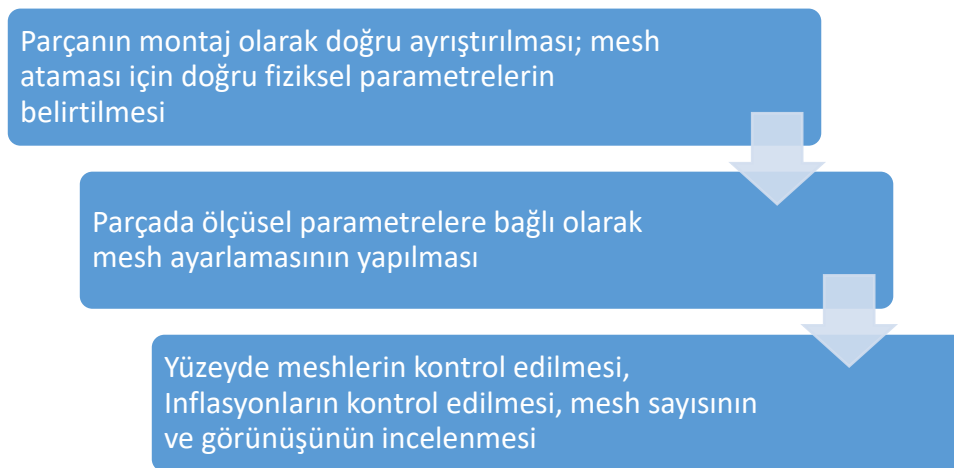 Parçanın montaj olarak doğru ayrıştırılması; mesh
ataması için doğru fiziksel parametrelerin
belirtilmesi
Parçada ölçüsel parametrelere bağlı olarak
mesh ayarlamasının yapılması
Yüzeyde meshlerin kontrol edilmesi,
Inflasyonların kontrol edilmesi, mesh sayısının
ve görünüşünün incelenmesi